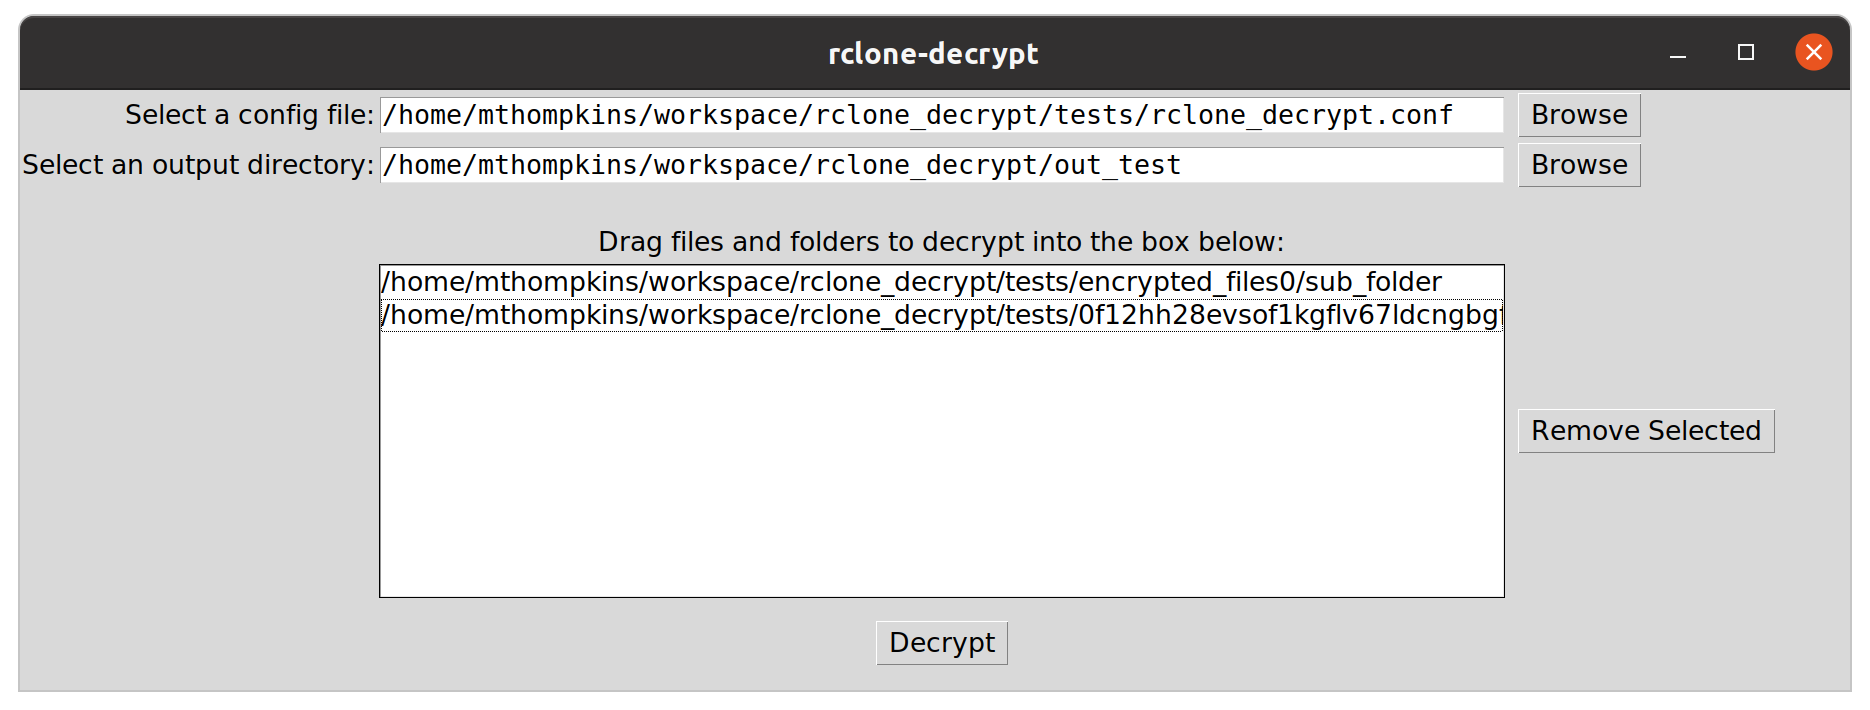 rclone-decrypt
Select a config file: /home/mthompkins/workspace/rclone_decrypt/tests/rclone_decrypt.conf Browse
Select an output directory: /home/mthompkins/workspace/rclone_decrypt/out_test Browse
Drag files and folders to decrypt into the box below:
/home/mthompkins/workspace/rclone_decrypt/tests/encrypted_files0/sub_folder
/home/mthompkins/workspace/rclone_decrypt/tests/0f12hh28evsof1kgflv67ldcngbgf
Remove Selected
Decrypt